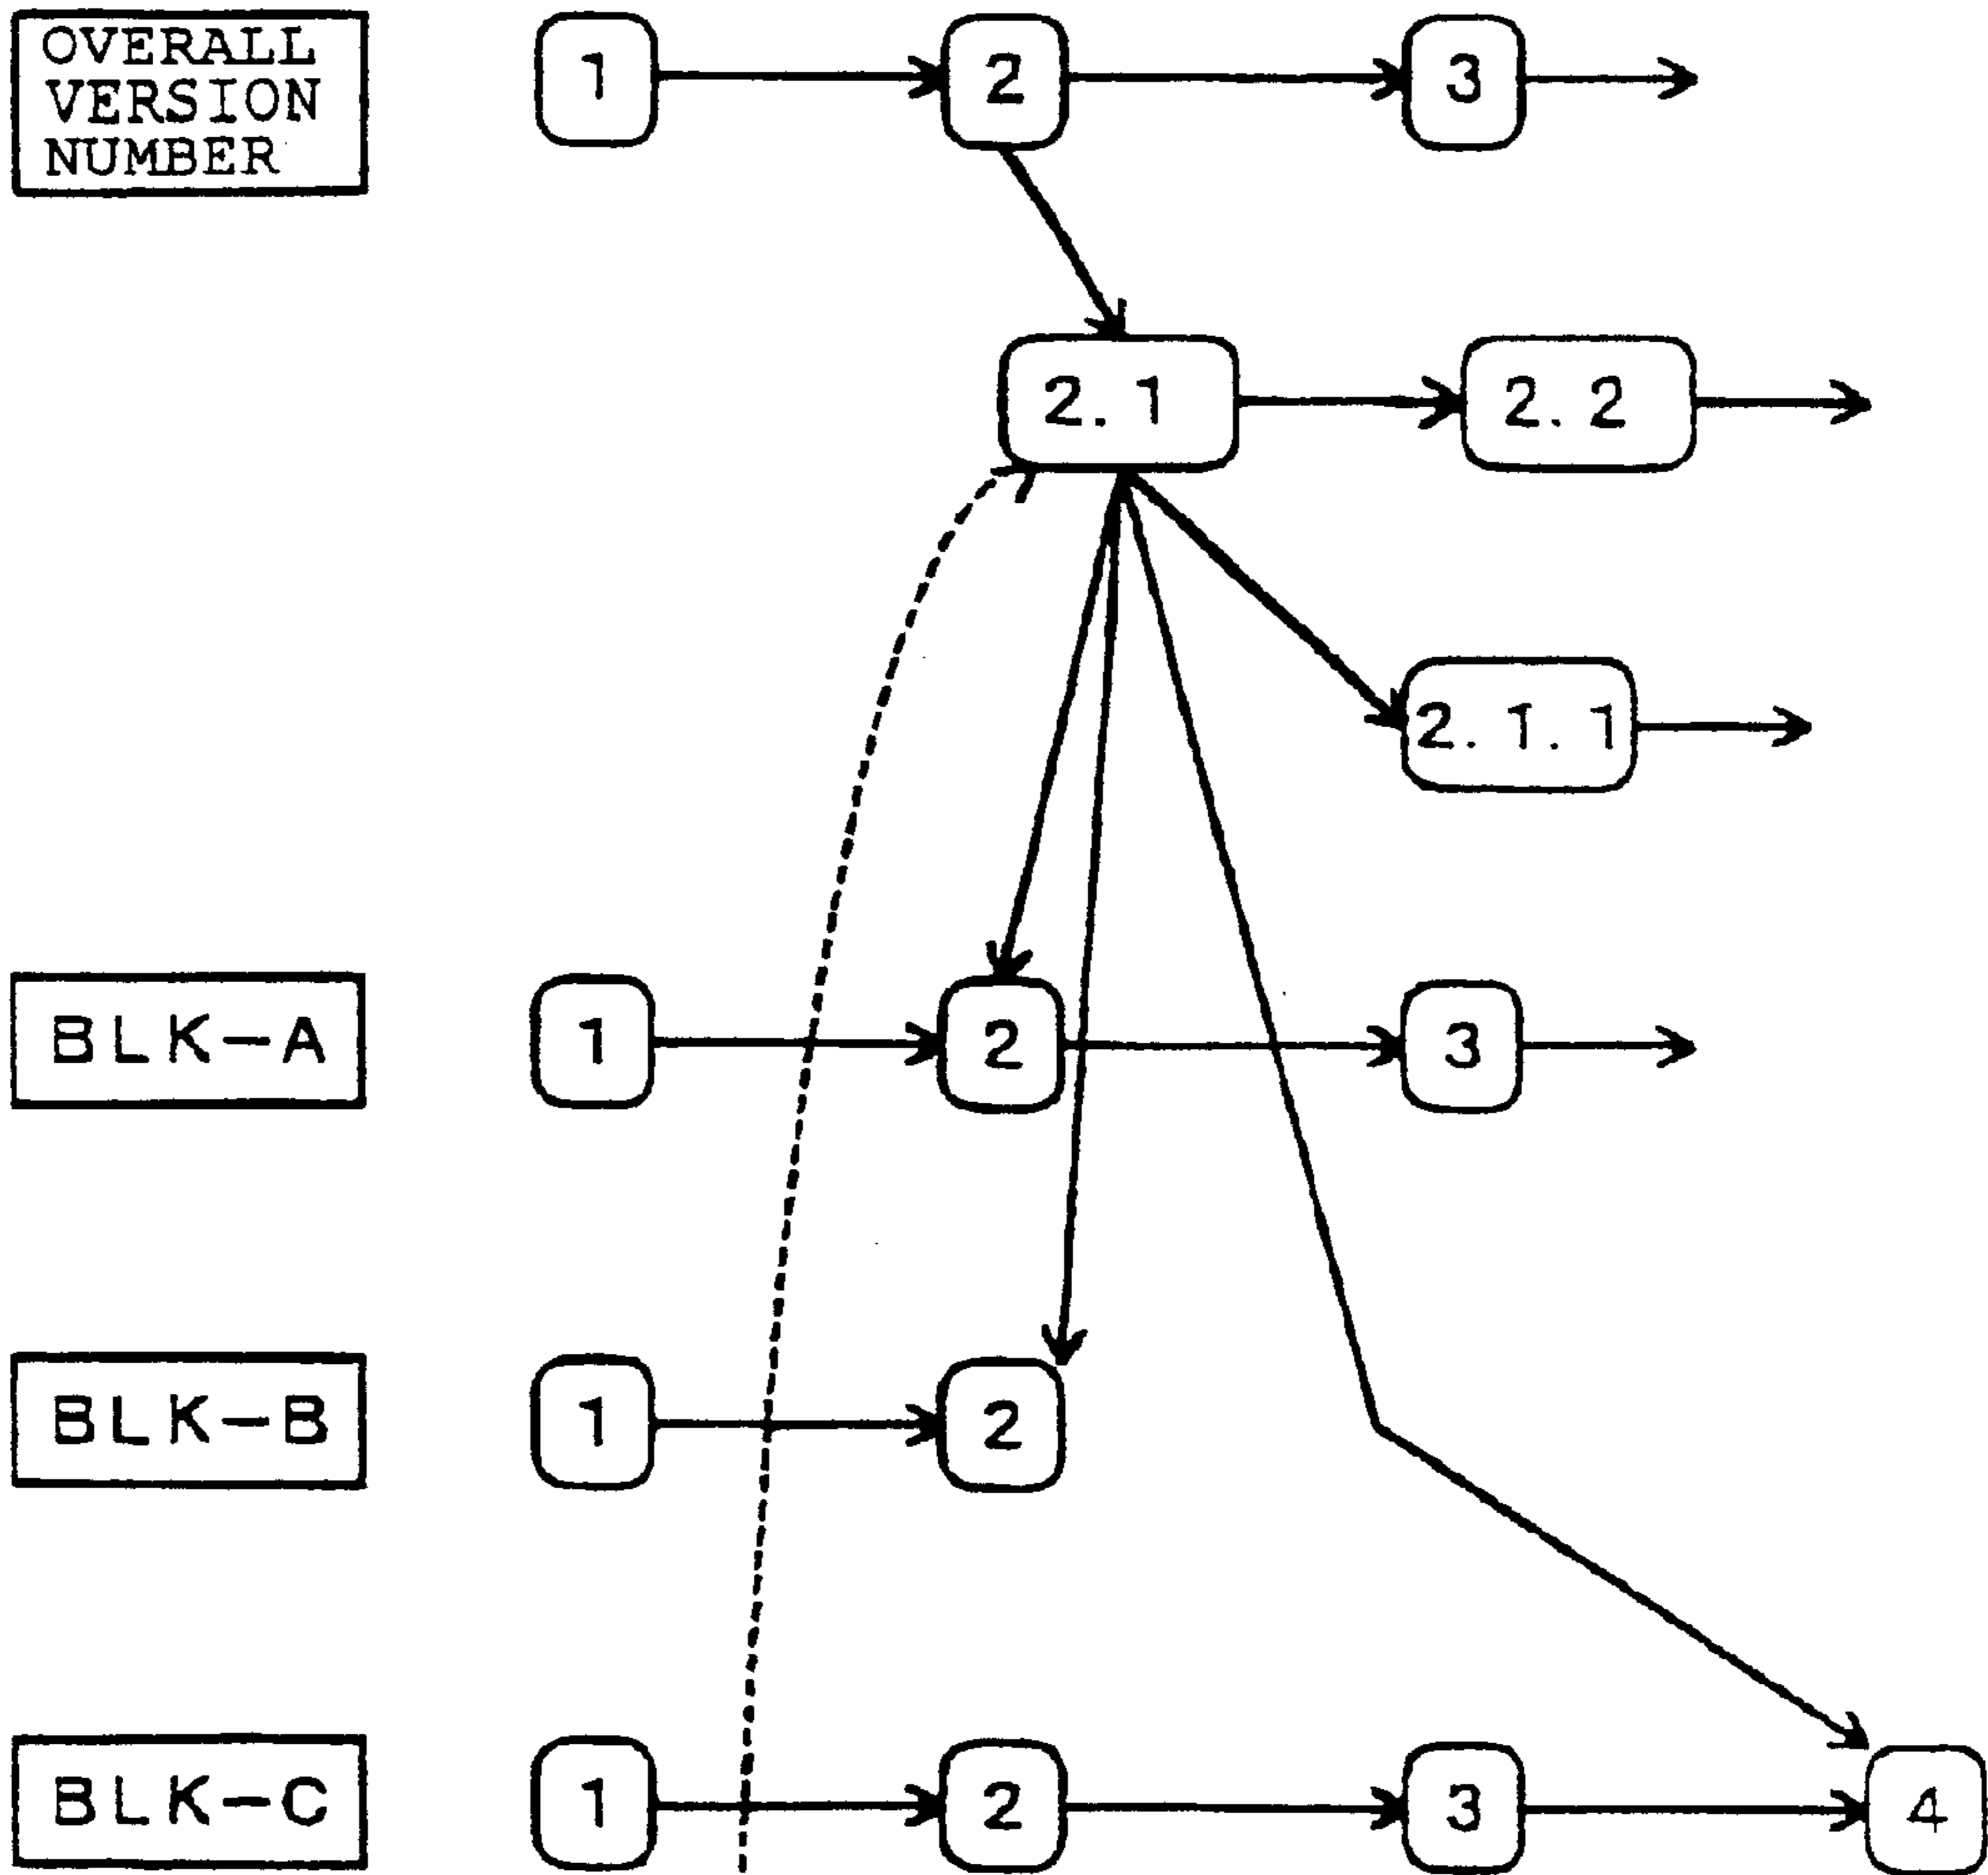 OVERALL
VERSION
NUMBER
1 2 3
2.1 2.2
2.1.1
BLK-A 1 2 3
BLK-B 1 2
BLK-C 1 2 3 4